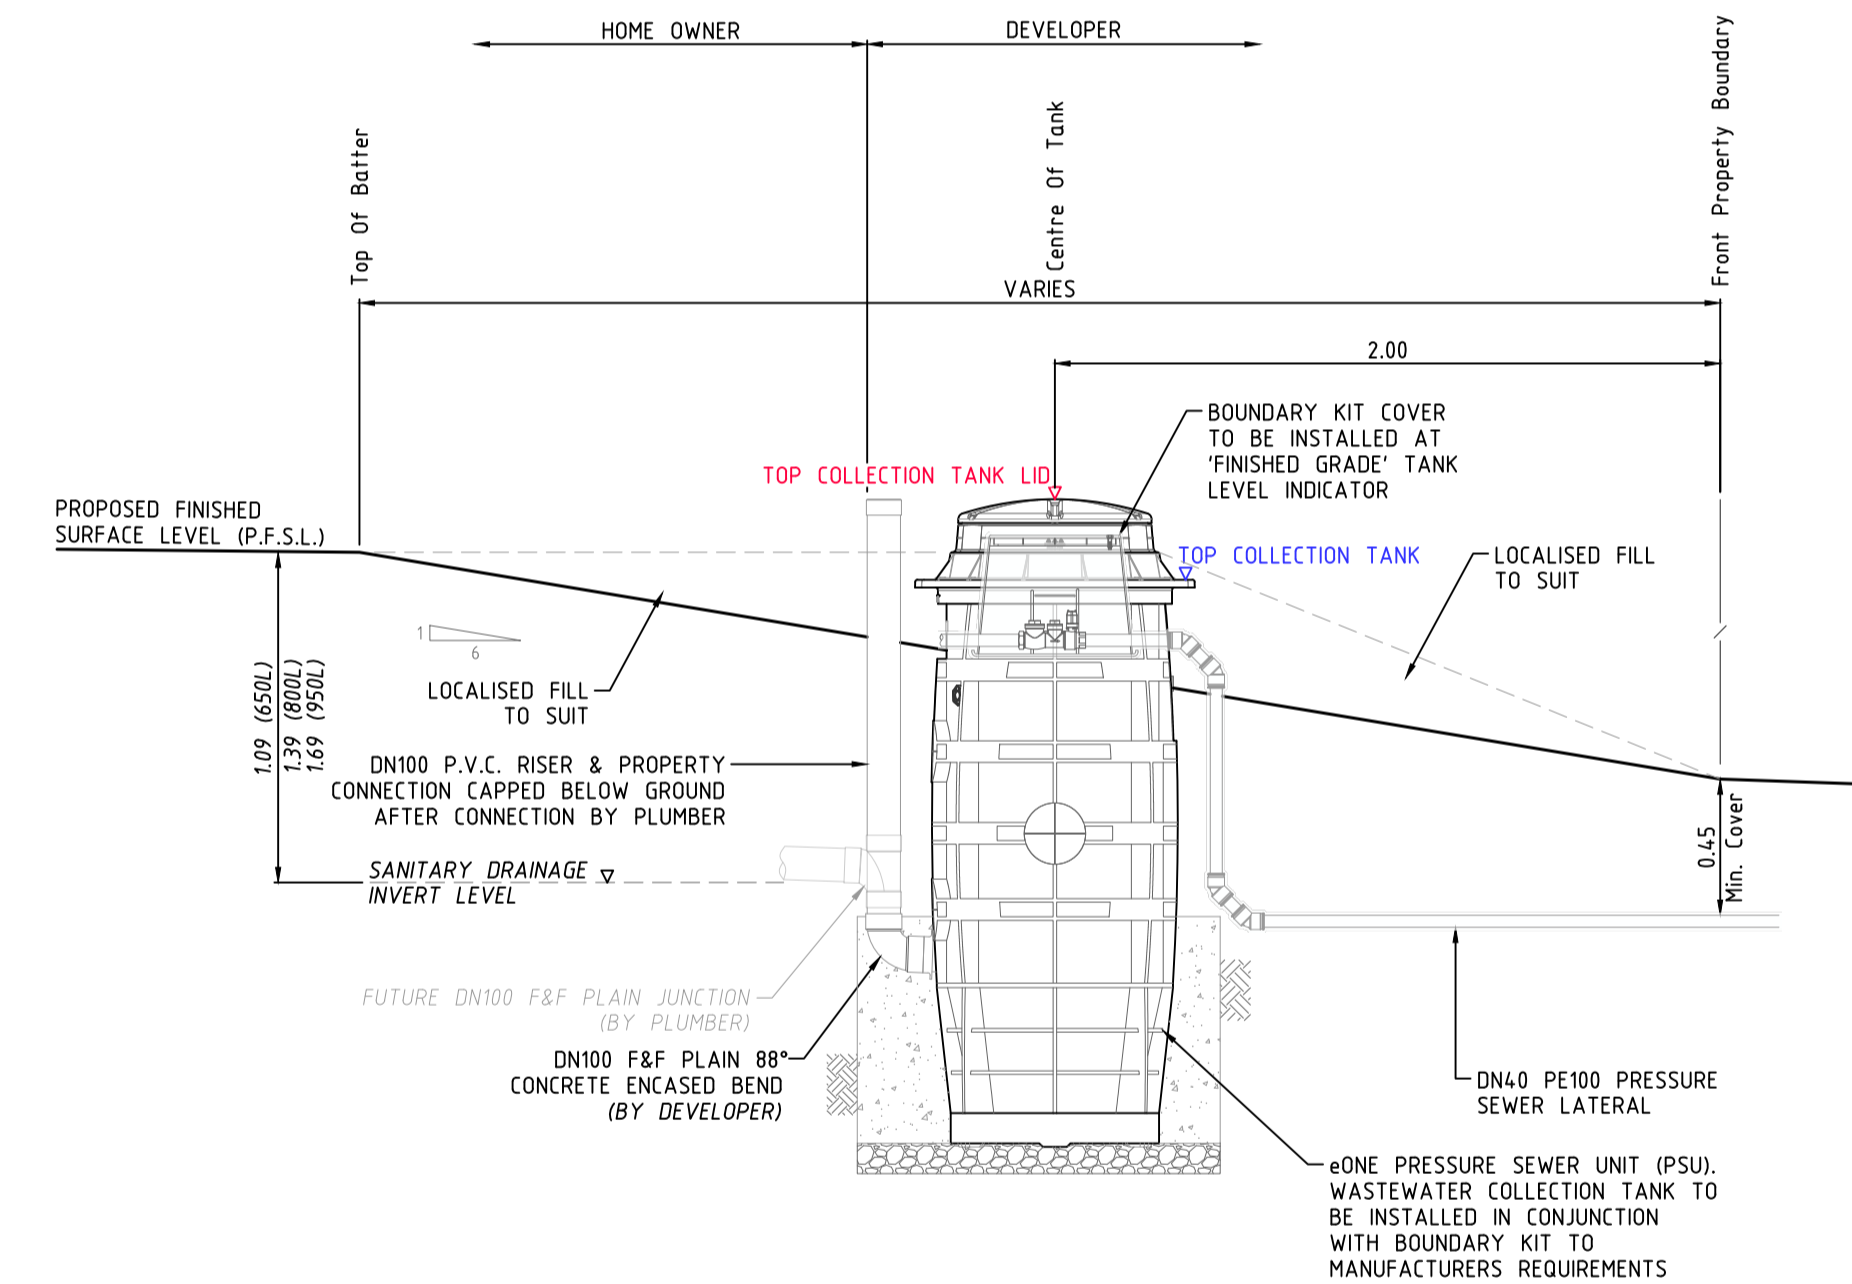 HOME OWNER
DEVELOPER
Top Of Batter
Centre Of Tank
Front Property Boundary
VARIES
2.00
BOUNDARY KIT COVER
TO BE INSTALLED AT
'FINISHED GRADE' TANK
LEVEL INDICATOR
TOP COLLECTION TANK LID
PROPOSED FINISHED
SURFACE LEVEL (P.F.S.L.)
TOP COLLECTION TANK
LOCALISED FILL
TO SUIT
1
6
1.09 (650L)
1.39 (800L)
1.69 (950L)
LOCALISED FILL
TO SUIT
DN100 P.V.C. RISER & PROPERTY
CONNECTION CAPPED BELOW GROUND
AFTER CONNECTION BY PLUMBER
0.45
Min. Cover
SANITARY DRAINAGE
INVERT LEVEL
FUTURE DN100 F&F PLAIN JUNCTION
(BY PLUMBER)
DN100 F&F PLAIN 88°
CONCRETE ENCASED BEND
(BY DEVELOPER)
DN40 PE100 PRESSURE
SEWER LATERAL
eONE PRESSURE SEWER UNIT (PSU).
WASTEWATER COLLECTION TANK TO
BE INSTALLED IN CONJUNCTION
WITH BOUNDARY KIT TO
MANUFACTURERS REQUIREMENTS